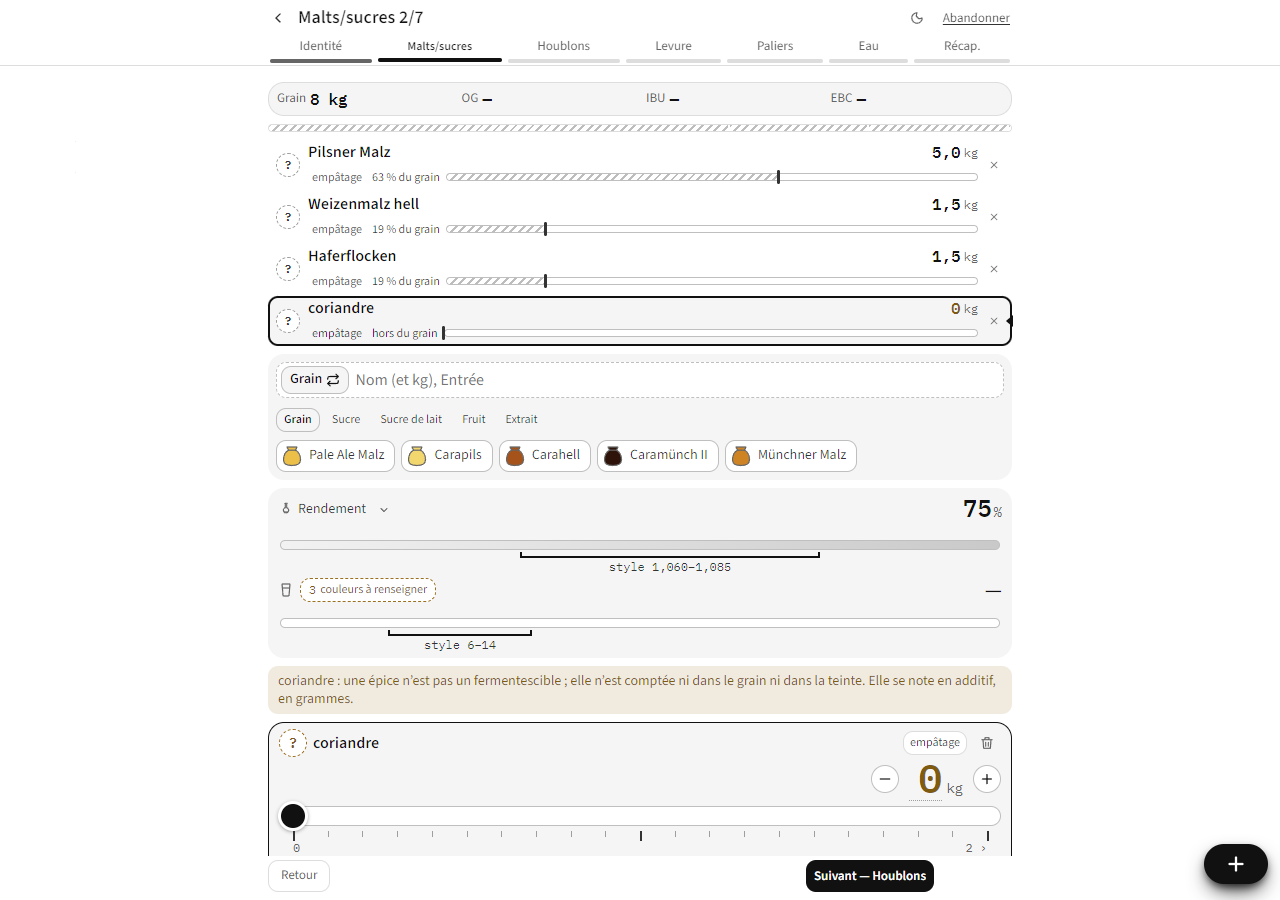 Malts/sucres 2/7
Abandonner
Identité Malts/sucres Houblons Levure Paliers Eau Récap.
Grain 8 kg OG — IBU — EBC —
? Pilsner Malz 5,0 kg ×
empâtage 63 % du grain
? Weizenmalz hell 1,5 kg ×
empâtage 19 % du grain
? Haferflocken 1,5 kg ×
empâtage 19 % du grain
? coriandre 0 kg ×
empâtage hors du grain
Grain Nom (et kg), Entrée
Grain Sucre Sucre de lait Fruit Extrait
Pale Ale Malz Carapils Carahell Caramünch II Münchner Malz
Rendement 75 %
style 1,060–1,085
3 couleurs à renseigner —
style 6–14
coriandre : une épice n’est pas un fermentescible ; elle n’est comptée ni dans le grain ni dans la teinte. Elle se note en additif,
en grammes.
? coriandre empâtage
− 0 kg +
0 2 ›
Retour Suivant — Houblons +